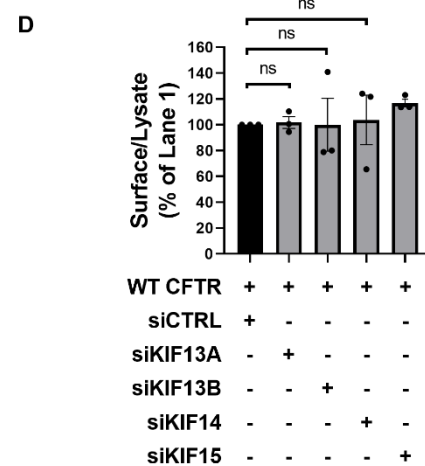 D
ns
ns
ns
Surface/Lysate
(% of Lane 1)
160
140
120
100
80
60
40
20
0
WT CFTR + + + + +
siCTRL + - - - -
siKIF13A - + - - -
siKIF13B - - + - -
siKIF14 - - - + -
siKIF15 - - - - +